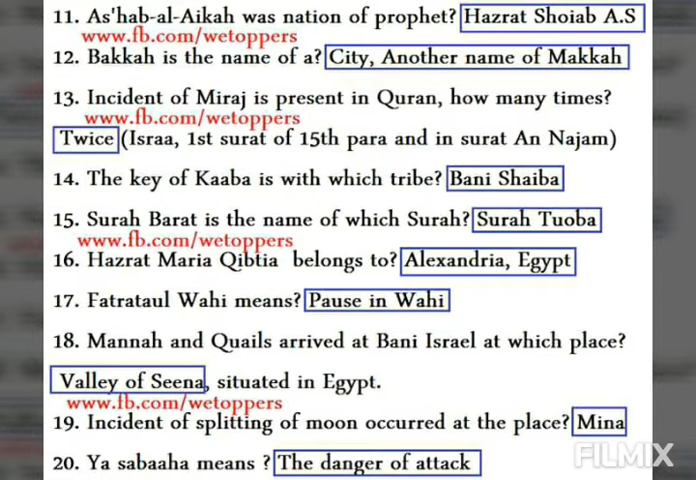 11. As'hab-al-Aikah was nation of prophet? Hazrat Shoiab A.S
www.fb.com/wetoppers
12. Bakkah is the name of a? City, Another name of Makkah
13. Incident of Miraj is present in Quran, how many times?
www.fb.com/wetoppers
Twice (Israa, 1st surat of 15th para and in surat An Najam)
14. The key of Kaaba is with which tribe? Bani Shaiba
15. Surah Barat is the name of which Surah? Surah Tuoba
www.fb.com/wetoppers
16. Hazrat Maria Qibtia belongs to? Alexandria, Egypt
17. Fatrataul Wahi means? Pause in Wahi
18. Mannah and Quails arrived at Bani Israel at which place?
Valley of Seena, situated in Egypt.
www.fb.com/wetoppers
19. Incident of splitting of moon occurred at the place? Mina
20. Ya sabaaha means ? The danger of attack
FILMIX